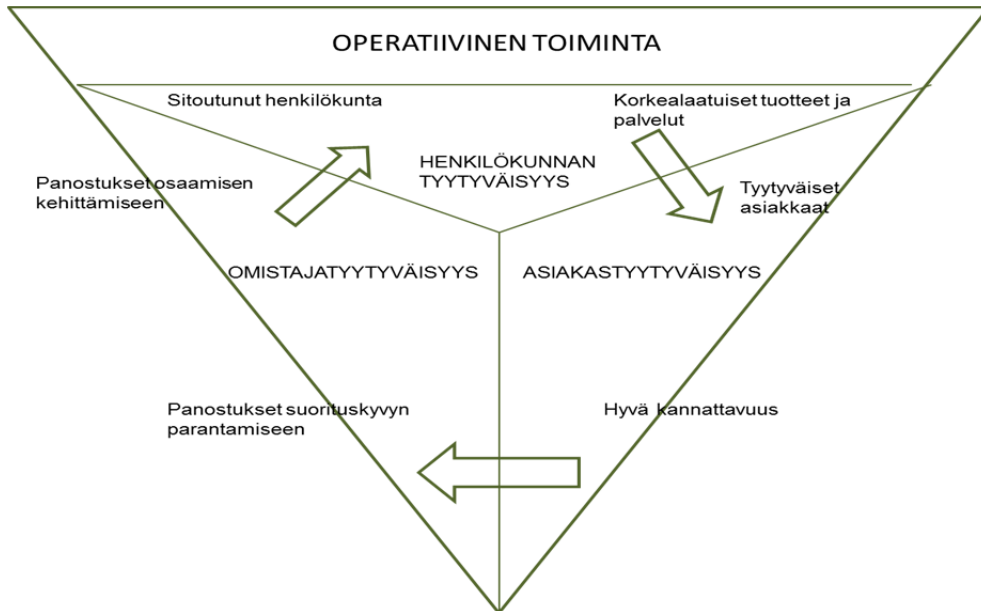 OPERATIIVINEN TOIMINTA
Sitoutunut henkilökunta
Korkealaatuiset tuotteet ja
palvelut
HENKILÖKUNNAN
TYYTYVÄISYYS
Panostukset osaamisen
kehittämiseen
Tyytyväiset
asiakkaat
OMISTAJATYYTYVÄISYYS
ASIAKASTYYTYVÄISYYS
Panostukset suorituskyvyn
parantamiseen
Hyvä kannattavuus